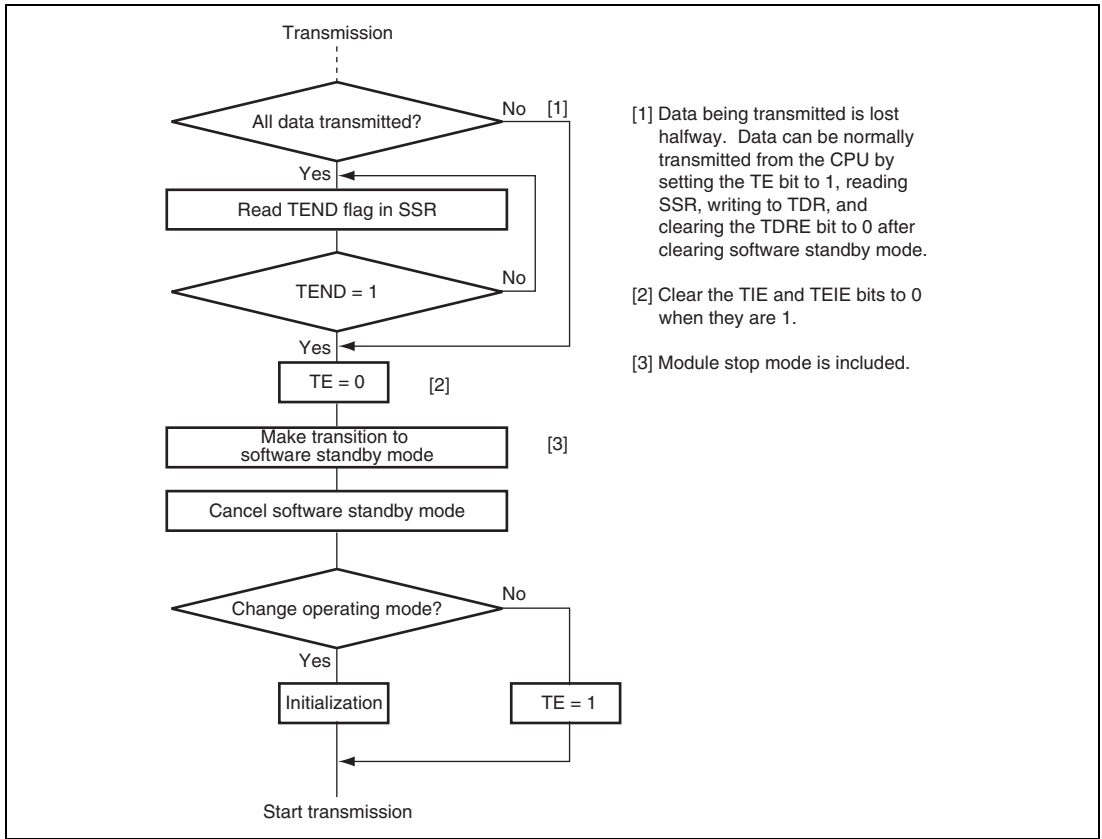 Transmission
All data transmitted?
No
[1]
Yes
Read TEND flag in SSR
TEND = 1
No
Yes
TE = 0
[2]
Make transition to
software standby mode
[3]
Cancel software standby mode
Change operating mode?
No
Yes
Initialization
TE = 1
Start transmission
[1] Data being transmitted is lost
halfway. Data can be normally
transmitted from the CPU by
setting the TE bit to 1, reading
SSR, writing to TDR, and
clearing the TDRE bit to 0 after
clearing software standby mode.
[2] Clear the TIE and TEIE bits to 0
when they are 1.
[3] Module stop mode is included.